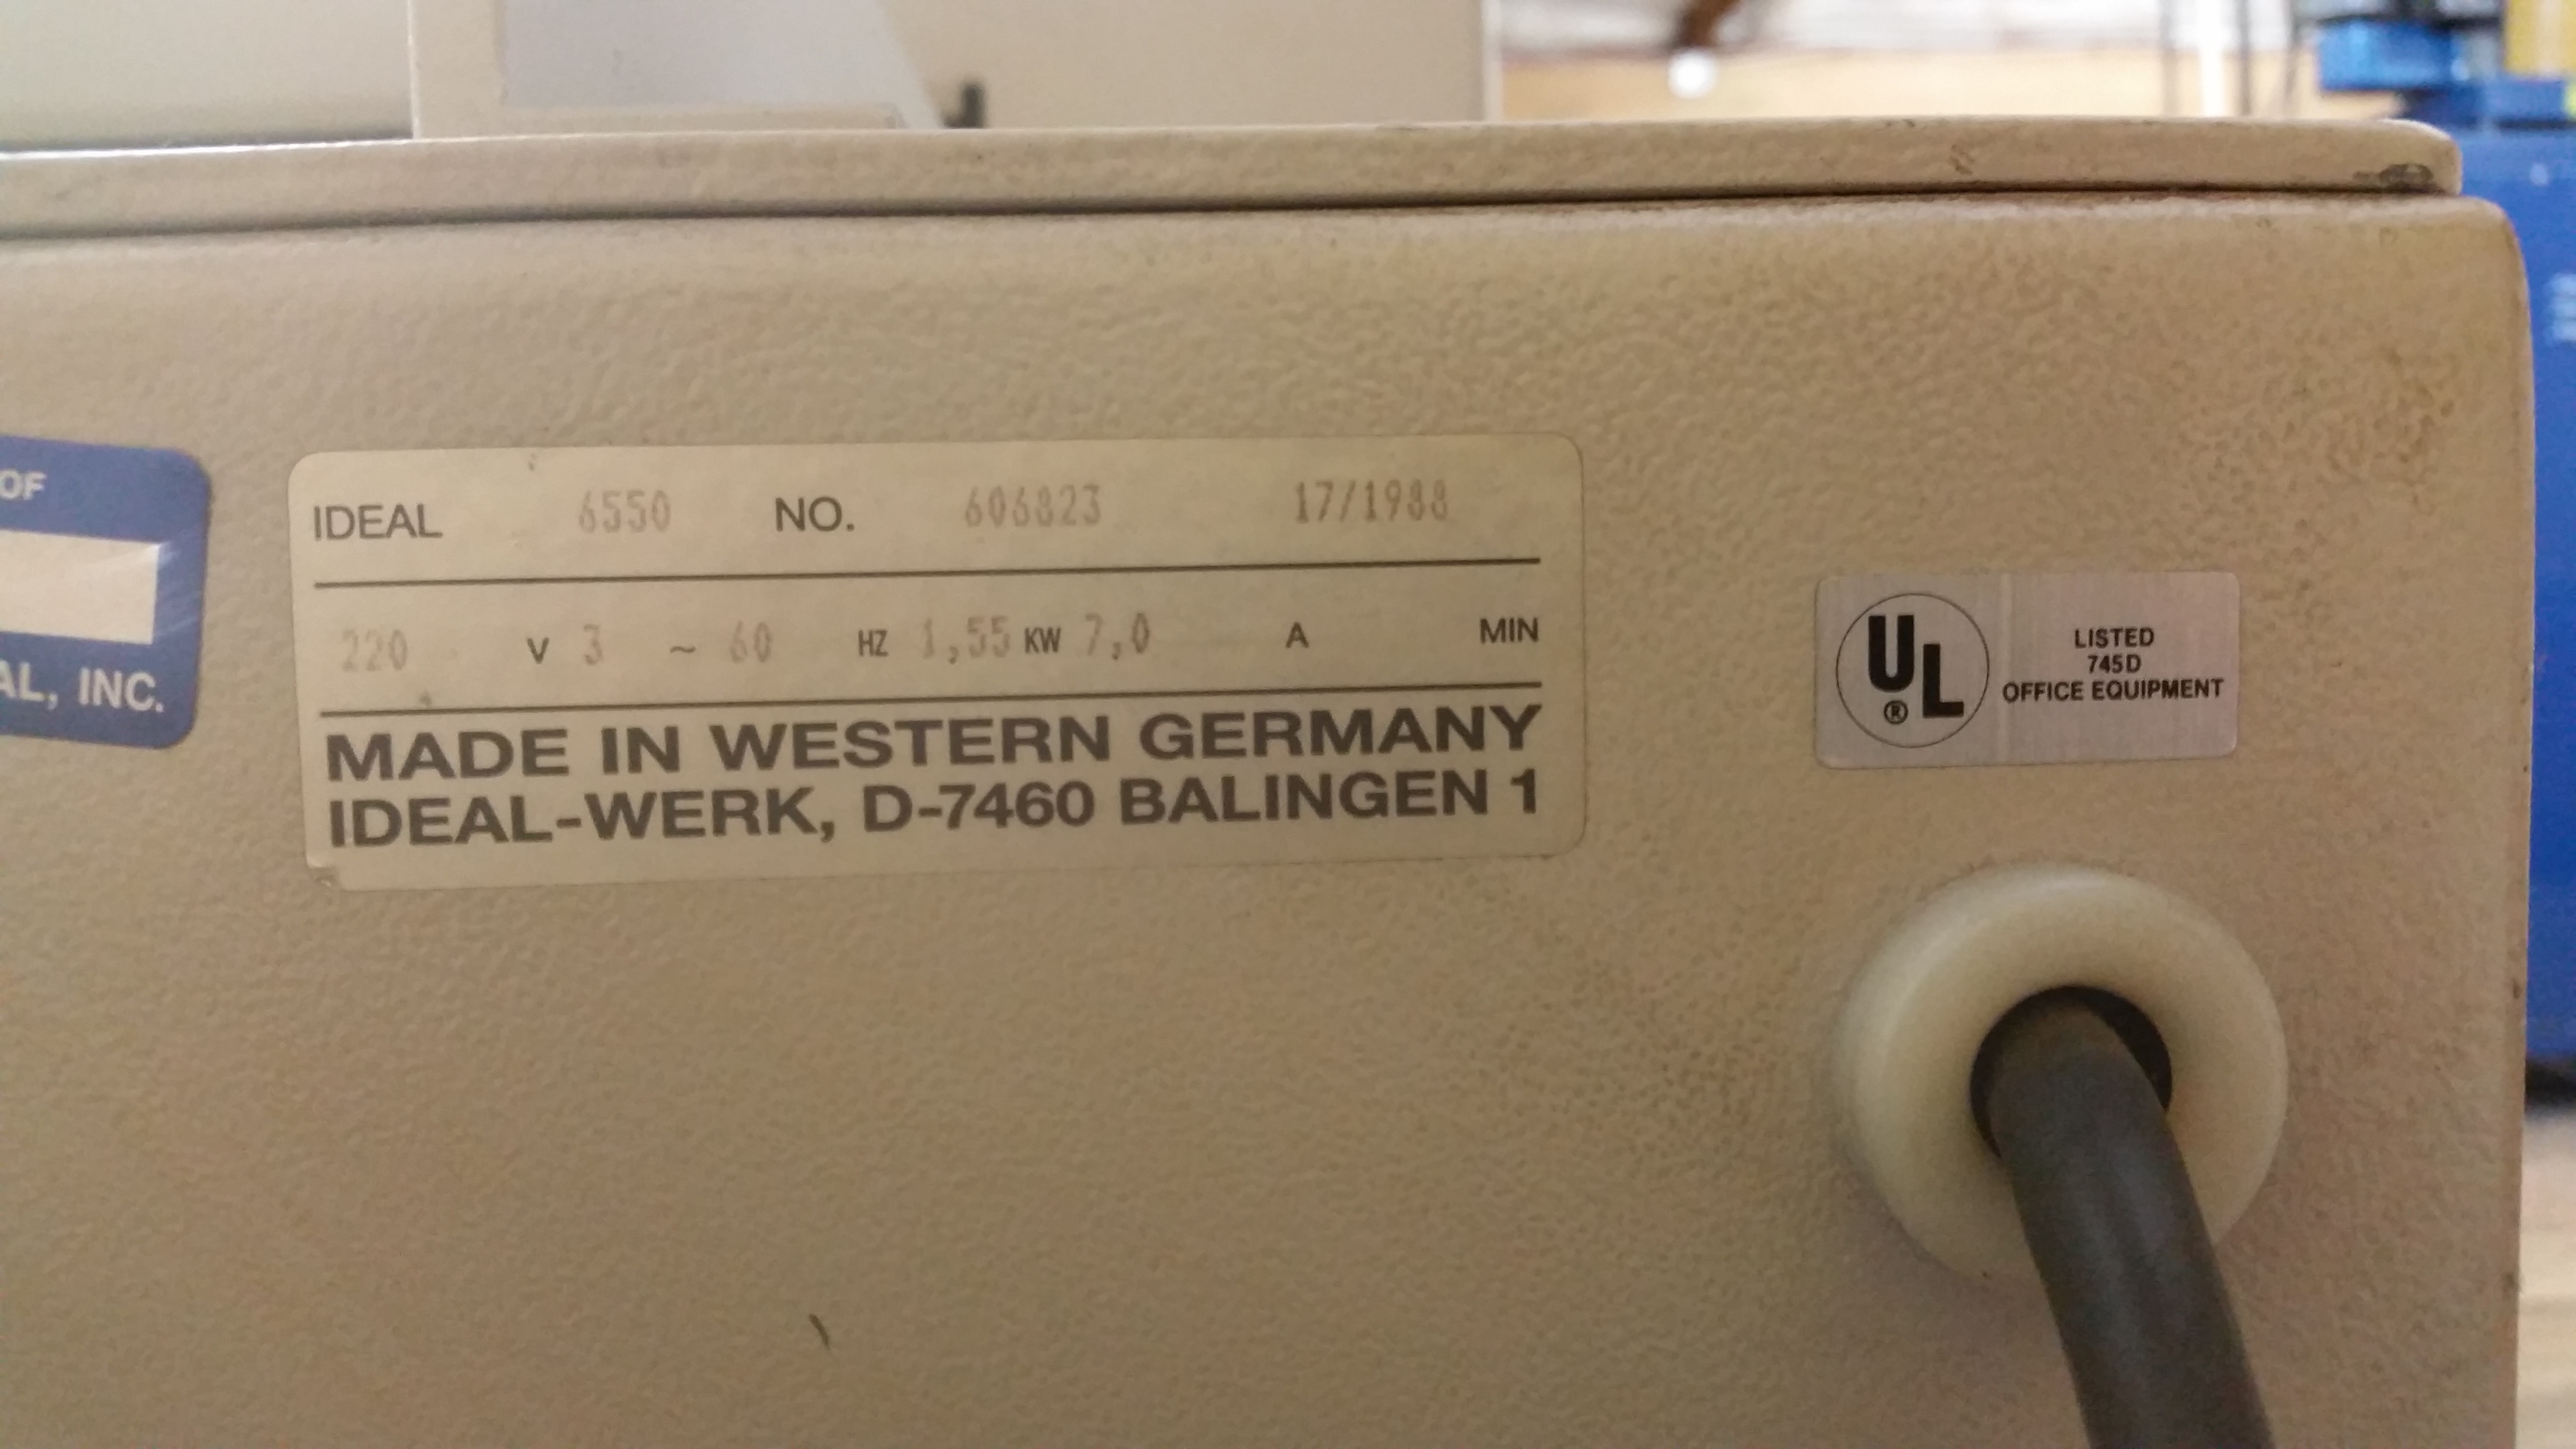 OF
AL, INC.
IDEAL 6550 NO. 606823 17/1988
220 V 3 ~ 60 HZ 1,55 KW 7,0 A MIN
MADE IN WESTERN GERMANY
IDEAL-WERK, D-7460 BALINGEN 1
UL
®
LISTED
745D
OFFICE EQUIPMENT